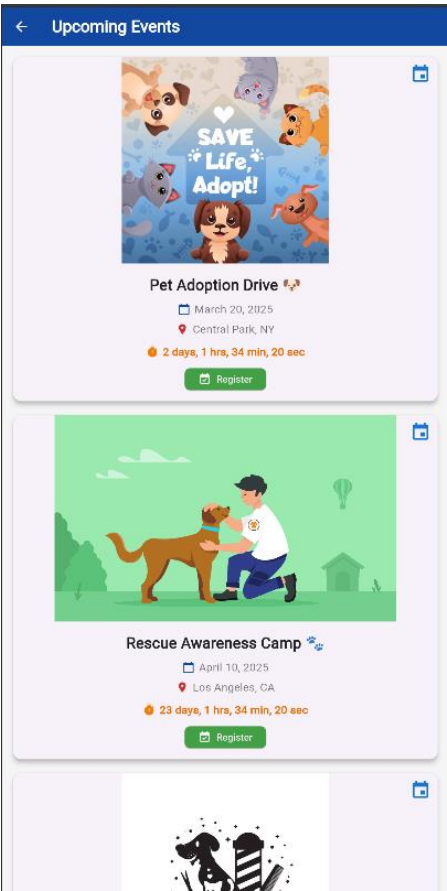 Upcoming Events
SAVE
Life,
Adopt!
Pet Adoption Drive 🐶
March 20, 2025
Central Park, NY
2 days, 1 hrs, 34 min, 20 sec
Register
Rescue Awareness Camp 🐾
April 10, 2025
Los Angeles, CA
23 days, 1 hrs, 34 min, 20 sec
Register